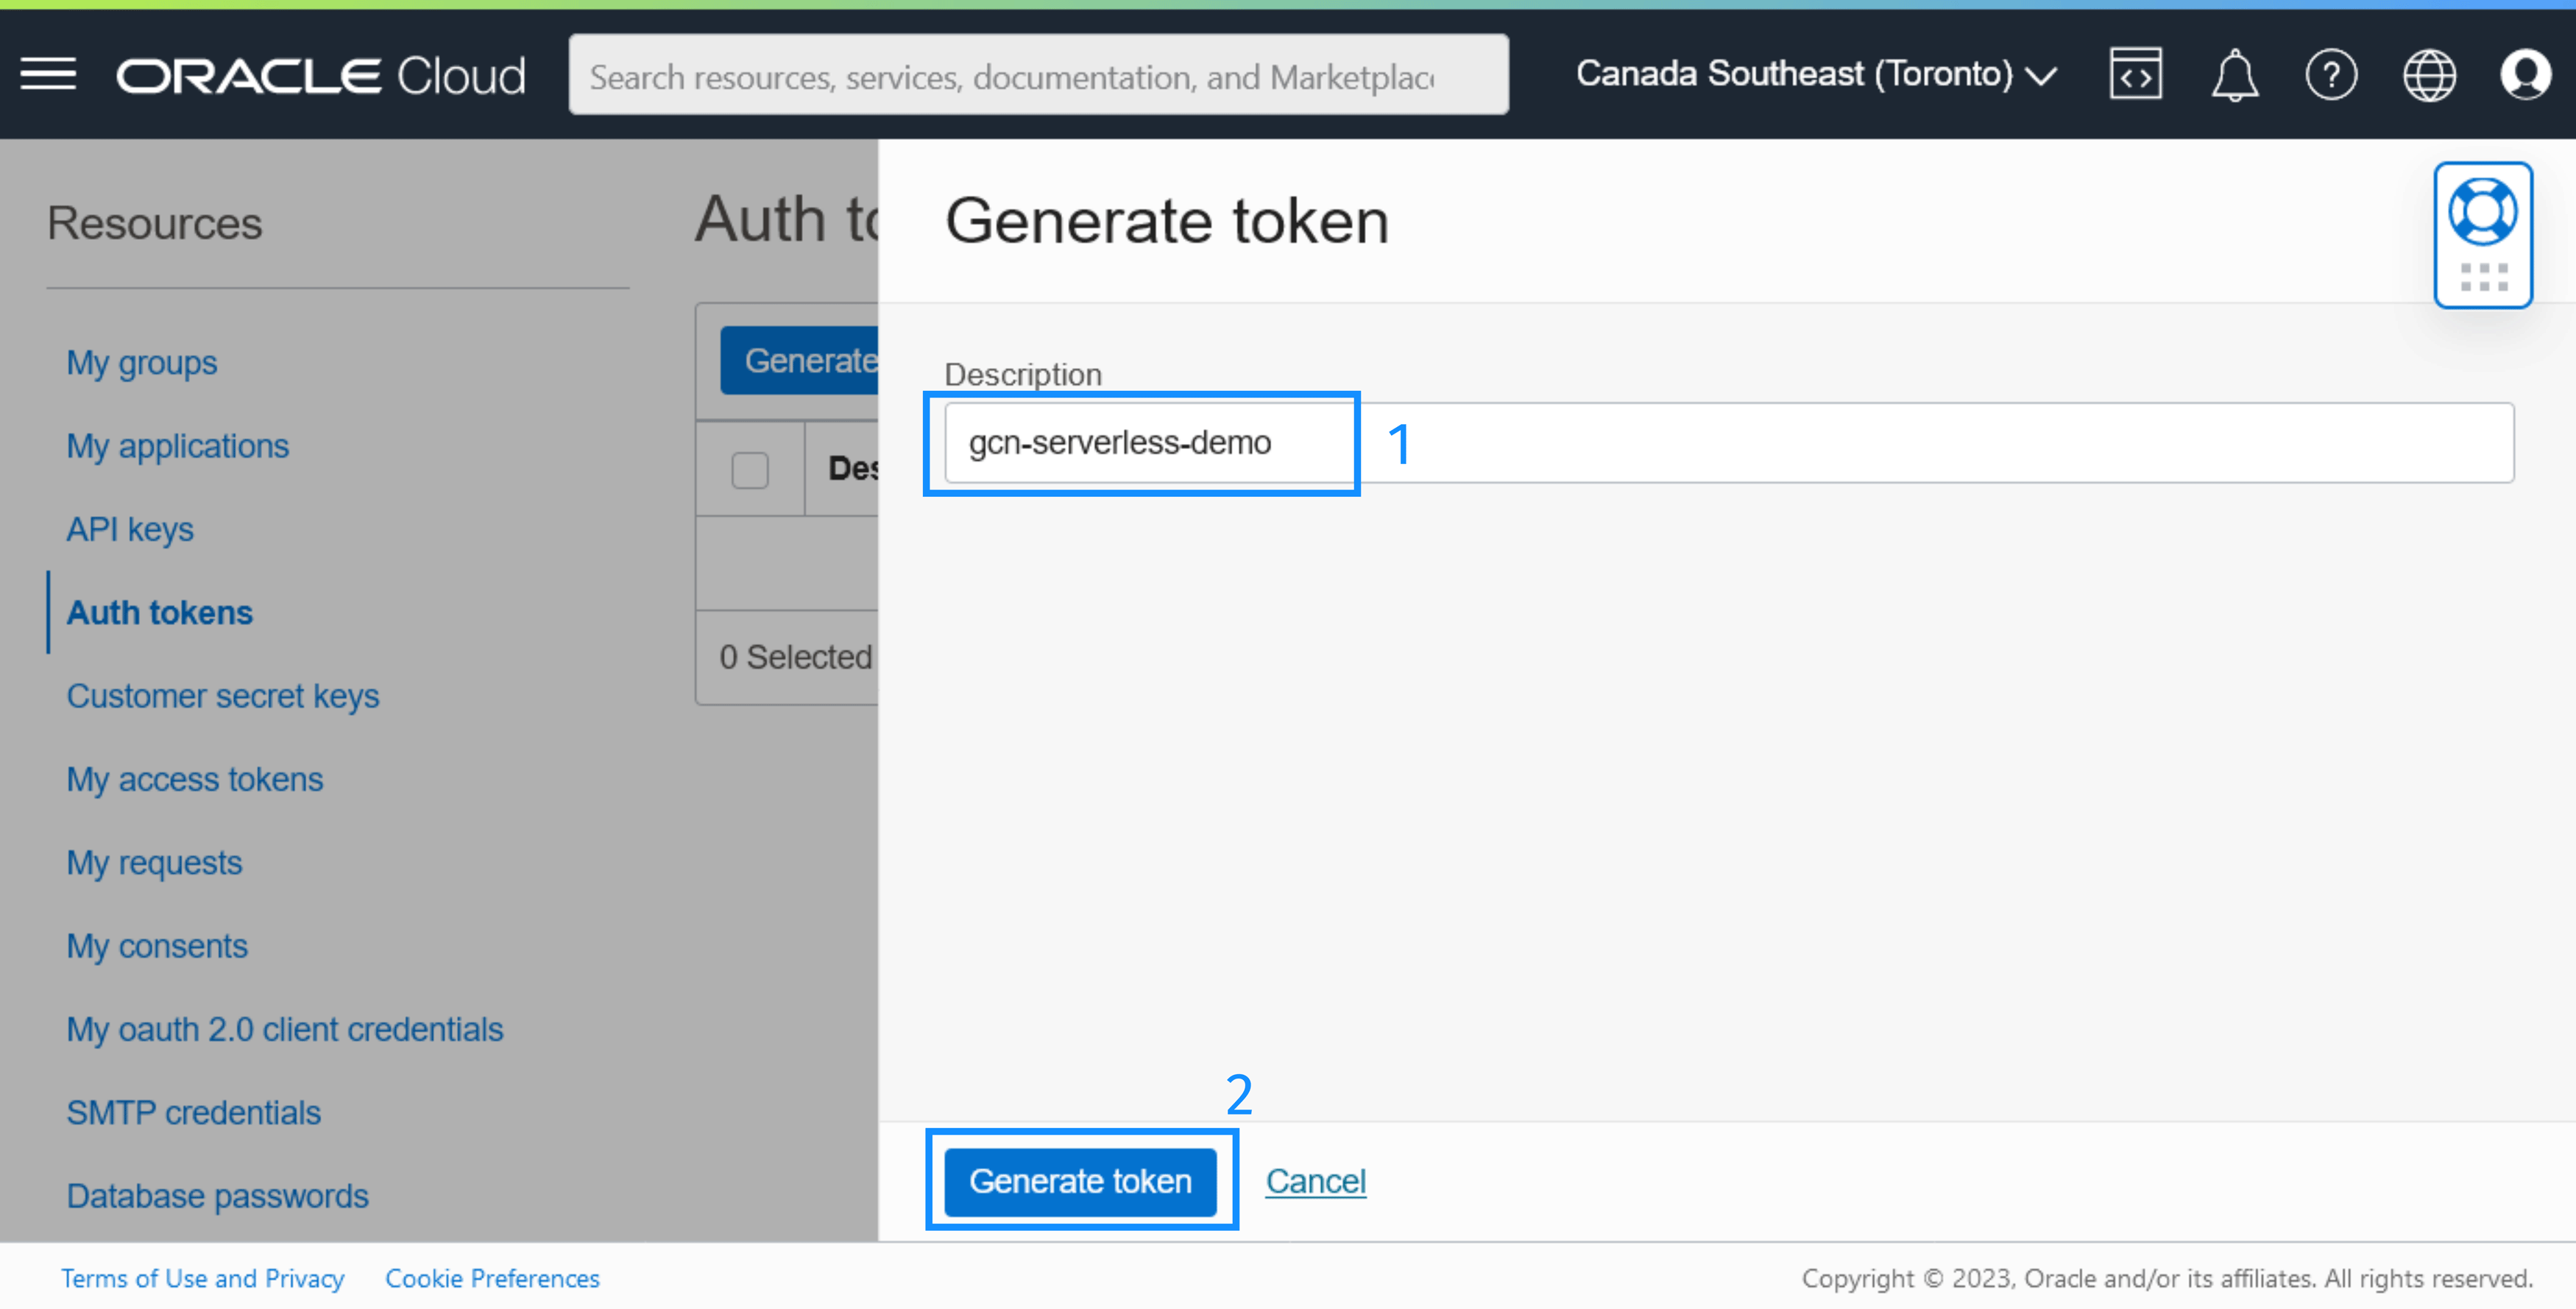 ORACLE Cloud
Search resources, services, documentation, and Marketplac
Canada Southeast (Toronto)
Resources
My groups
My applications
API keys
Auth tokens
Customer secret keys
My access tokens
My requests
My consents
My oauth 2.0 client credentials
SMTP credentials
Database passwords
Auth to
Generate
Des
0 Selected
Generate token
Description
gcn-serverless-demo
1
2
Generate token
Cancel
Terms of Use and Privacy
Cookie Preferences
Copyright © 2023, Oracle and/or its affiliates. All rights reserved.